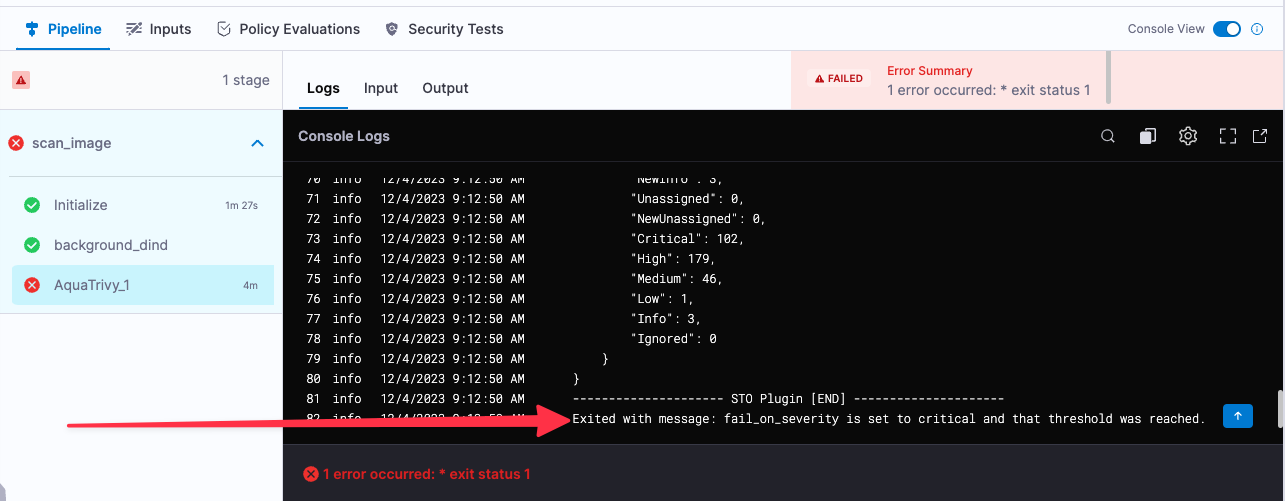 Pipeline Inputs Policy Evaluations Security Tests Console View
1 stage
Logs Input Output
FAILED
Error Summary
1 error occurred: * exit status 1
scan_image
Initialize 1m 27s
background_dind
AquaTrivy_1 4m
Console Logs
70 info 12/4/2023 9:12:50 AM "NewInfo": 3,
71 info 12/4/2023 9:12:50 AM "Unassigned": 0,
72 info 12/4/2023 9:12:50 AM "NewUnassigned": 0,
73 info 12/4/2023 9:12:50 AM "Critical": 102,
74 info 12/4/2023 9:12:50 AM "High": 179,
75 info 12/4/2023 9:12:50 AM "Medium": 46,
76 info 12/4/2023 9:12:50 AM "Low": 1,
77 info 12/4/2023 9:12:50 AM "Info": 3,
78 info 12/4/2023 9:12:50 AM "Ignored": 0
79 info 12/4/2023 9:12:50 AM }
80 info 12/4/2023 9:12:50 AM }
81 info 12/4/2023 9:12:50 AM --------------------- STO Plugin [END] ---------------------
82 info 12/4/2023 9:12:50 AM Exited with message: fail_on_severity is set to critical and that threshold was reached.
1 error occurred: * exit status 1